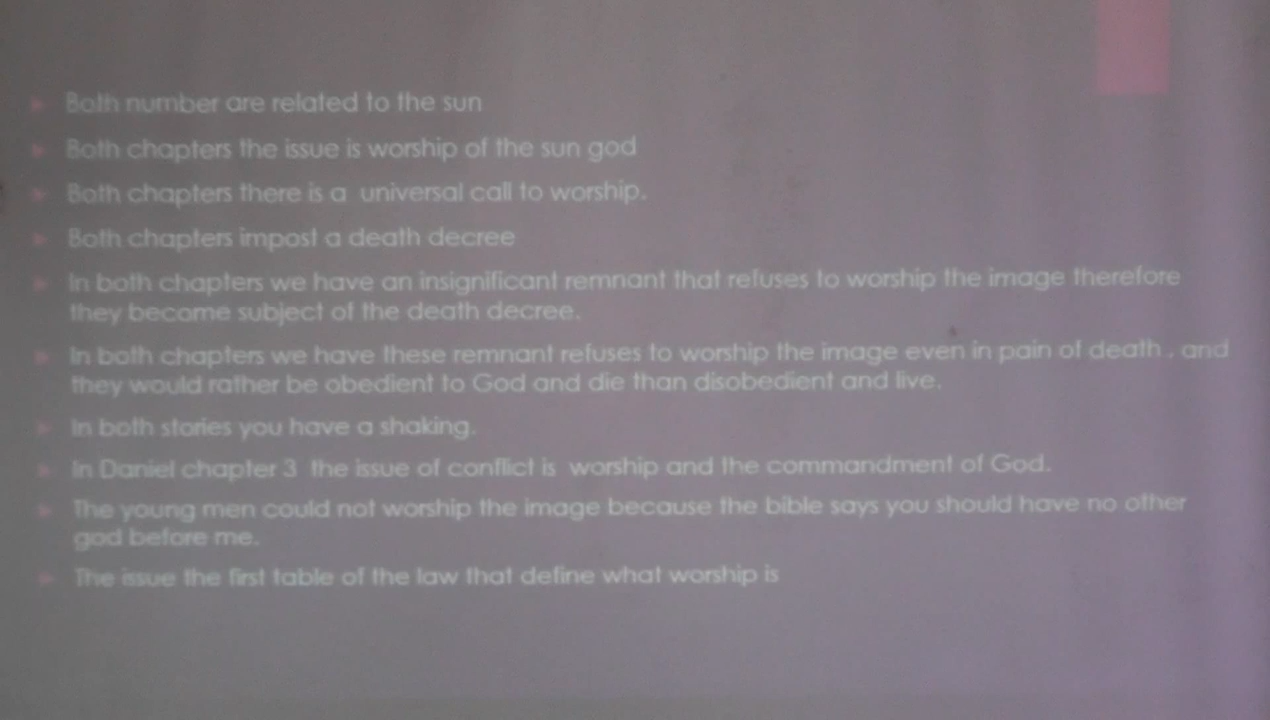 Both number are related to the sun
Both chapters the issue is worship of the sun god
Both chapters there is a universal call to worship.
Both chapters impost a death decree
In both chapters we have an insignificant remnant that refuses to worship the image therefore
they become subject of the death decree.
In both chapters we have these remnant refuses to worship the image even in pain of death . and
they would rather be obedient to God and die than disobedient and live.
In both stories you have a shaking.
In Daniel chapter 3 the issue of conflict is worship and the commandment of God.
The young men could not worship the image because the bible says you should have no other
god before me.
The issue the first table of the law that define what worship is